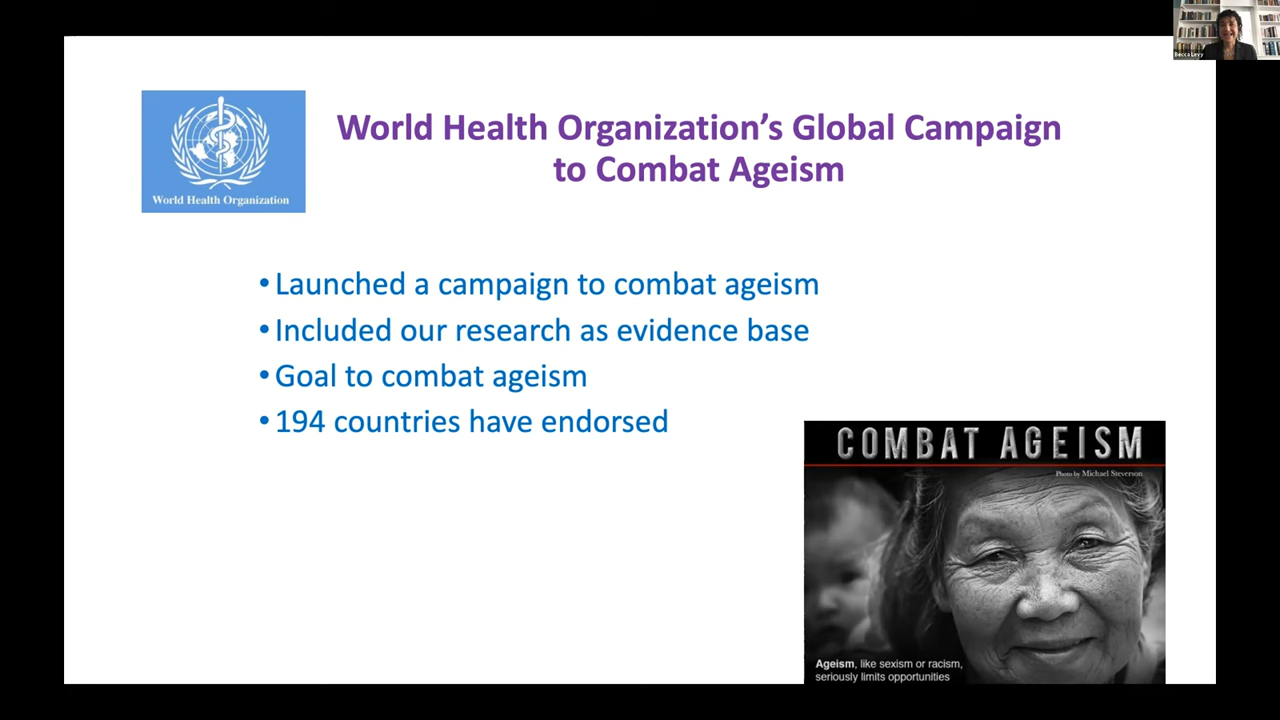 Becca Levy
World Health Organization
World Health Organization’s Global Campaign
to Combat Ageism
• Launched a campaign to combat ageism
• Included our research as evidence base
• Goal to combat ageism
• 194 countries have endorsed
COMBAT AGEISM
Photo by Michael Steverson
Ageism, like sexism or racism,
seriously limits opportunities